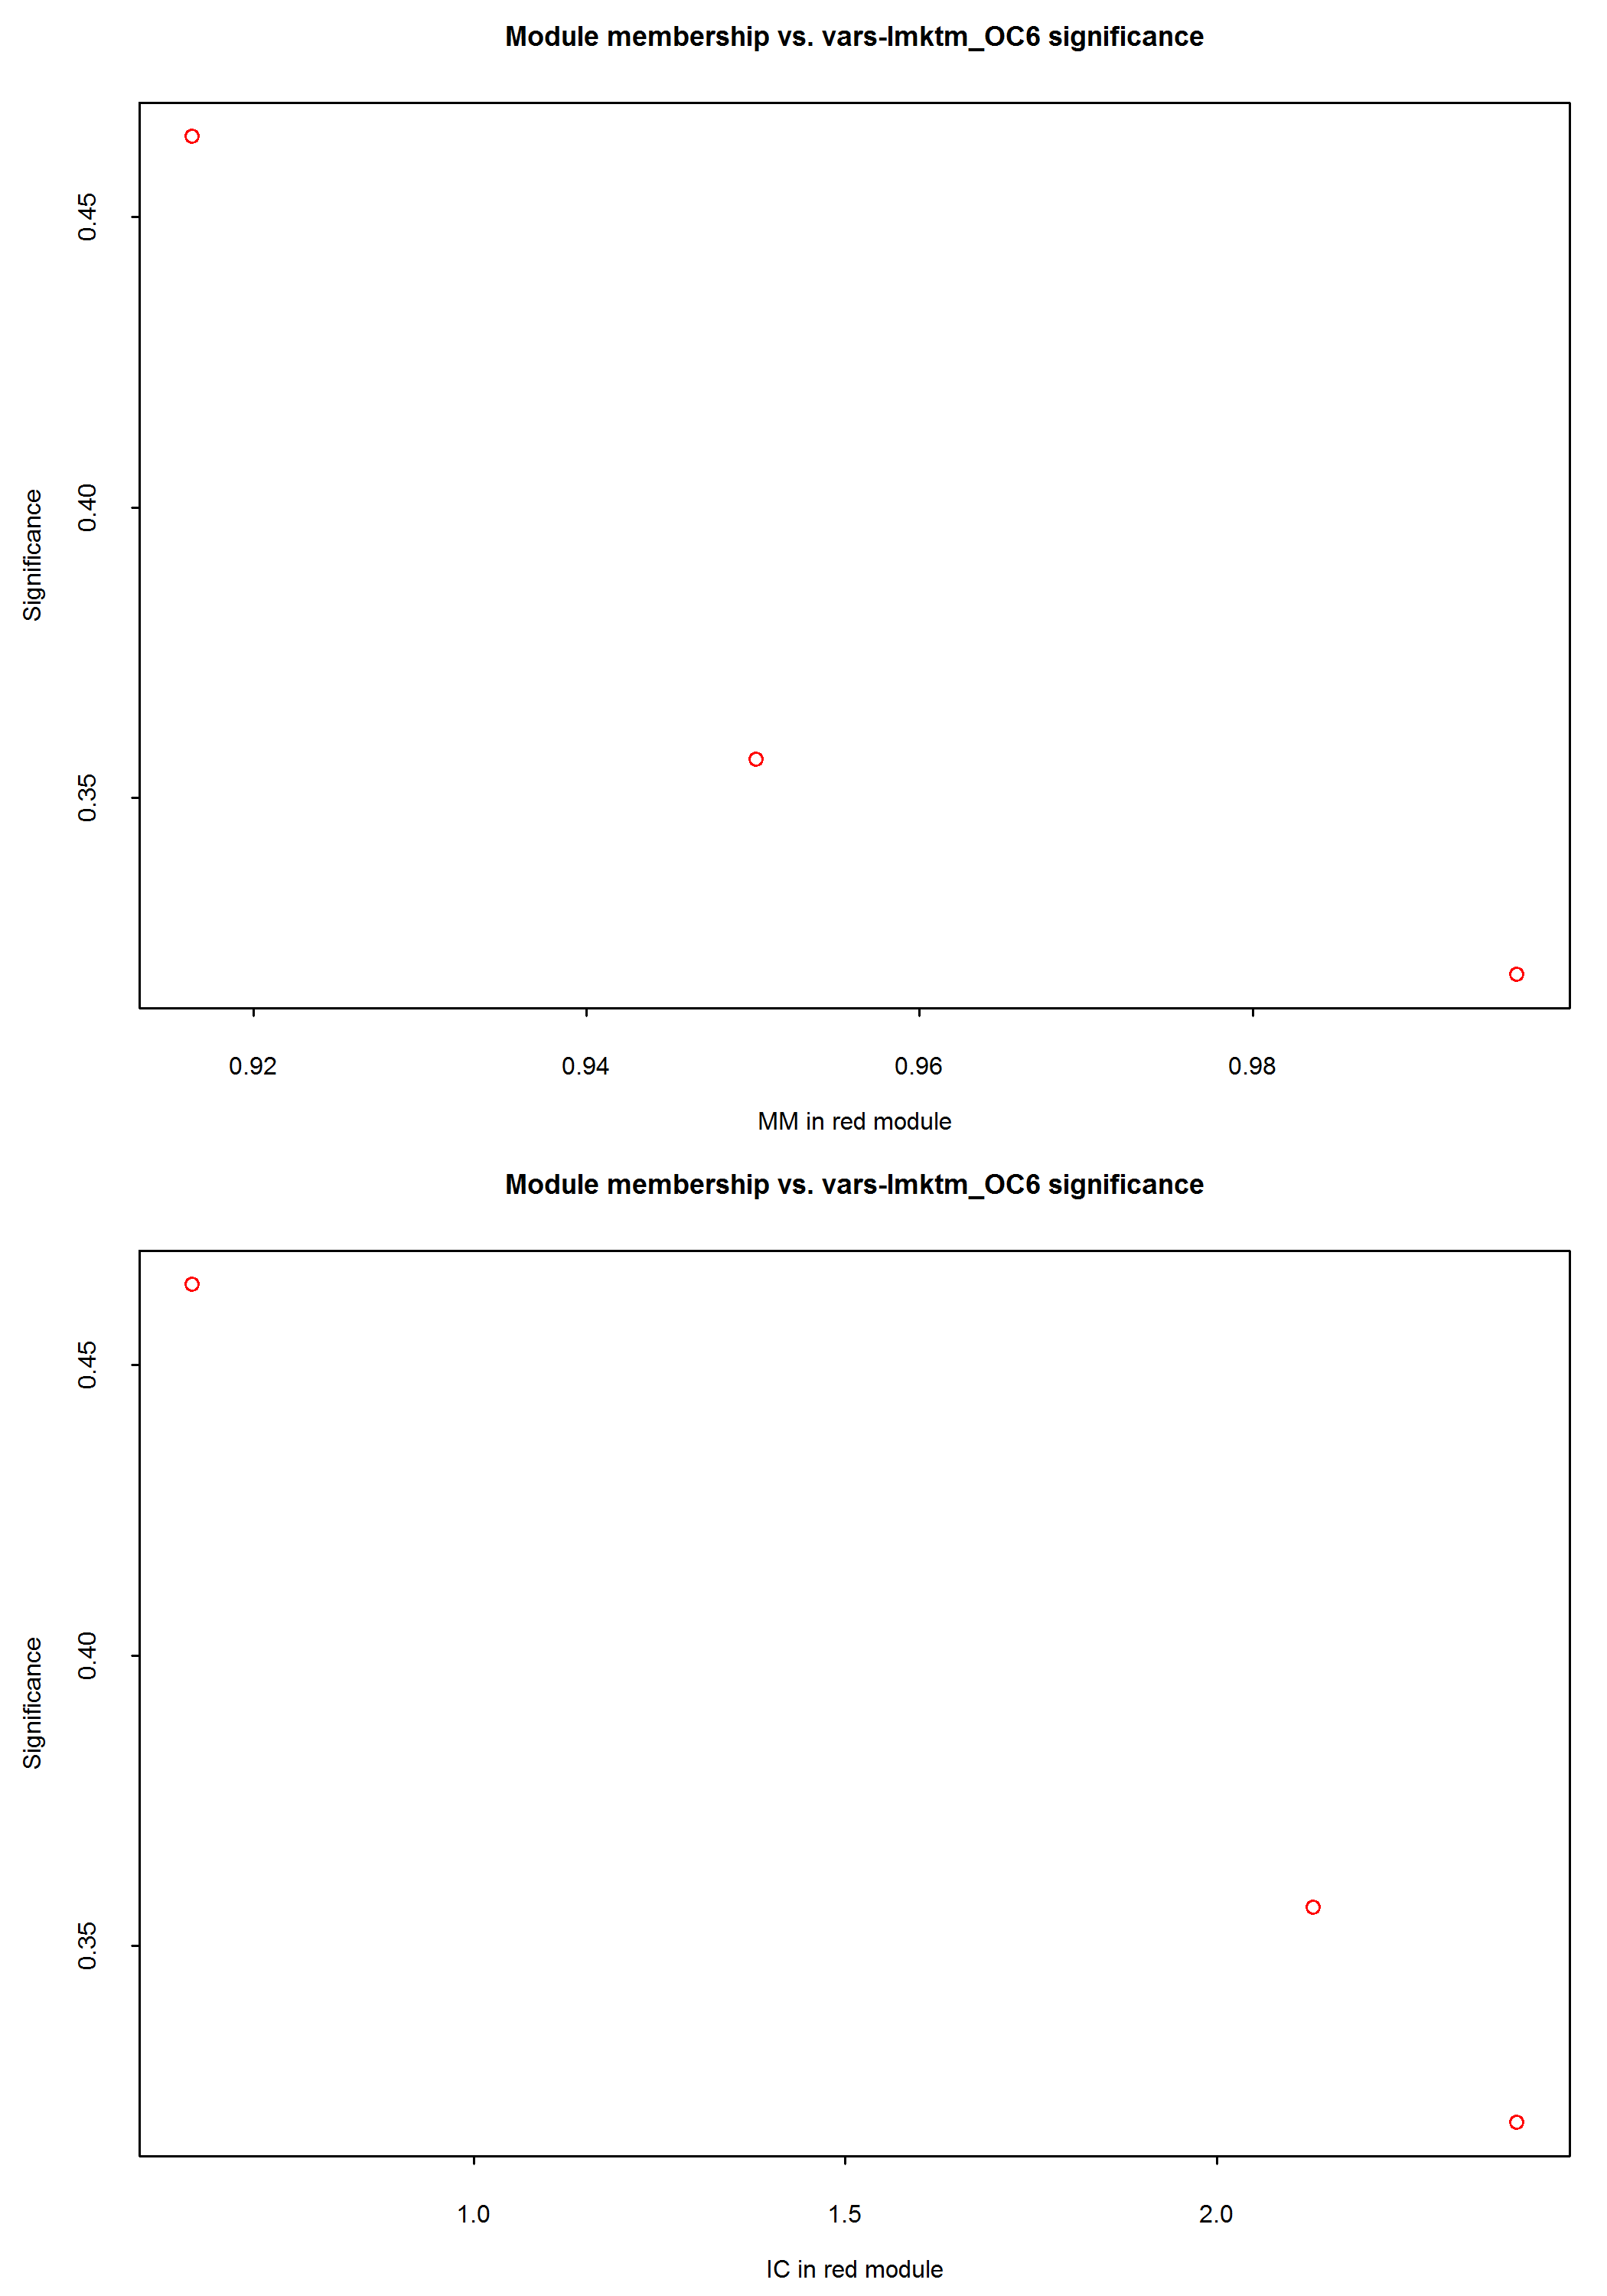 Module membership vs. vars-lmktm_OC6 significance
Significance
0.45
0.40
0.35
0.92 0.94 0.96 0.98
MM in red module
Module membership vs. vars-lmktm_OC6 significance
Significance
0.45
0.40
0.35
1.0 1.5 2.0
IC in red module